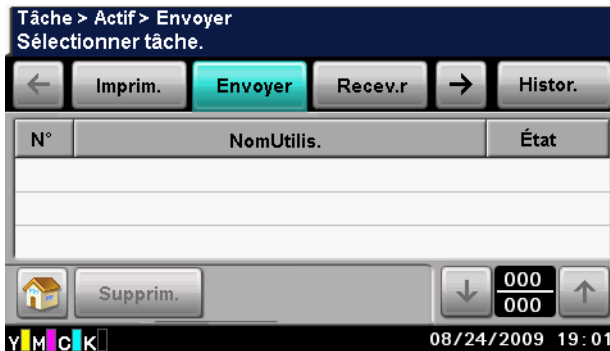 Tâche > Actif > Envoyer
Sélectionner tâche.
Imprim. Envoyer Recev.r Histor.
N° NomUtilis. État
Supprim. 000
000
Y M C K 08/24/2009 19:01